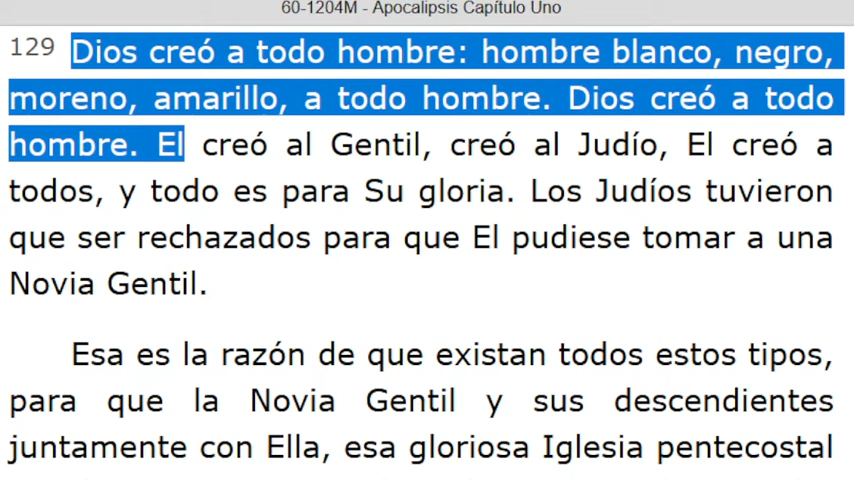 60-1204M - Apocalipsis Capítulo Uno
129 Dios creó a todo hombre: hombre blanco, negro,
moreno, amarillo, a todo hombre. Dios creó a todo
hombre. El creó al Gentil, creó al Judío, El creó a
todos, y todo es para Su gloria. Los Judíos tuvieron
que ser rechazados para que El pudiese tomar a una
Novia Gentil.
Esa es la razón de que existan todos estos tipos,
para que la Novia Gentil y sus descendientes
juntamente con Ella, esa gloriosa Iglesia pentecostal